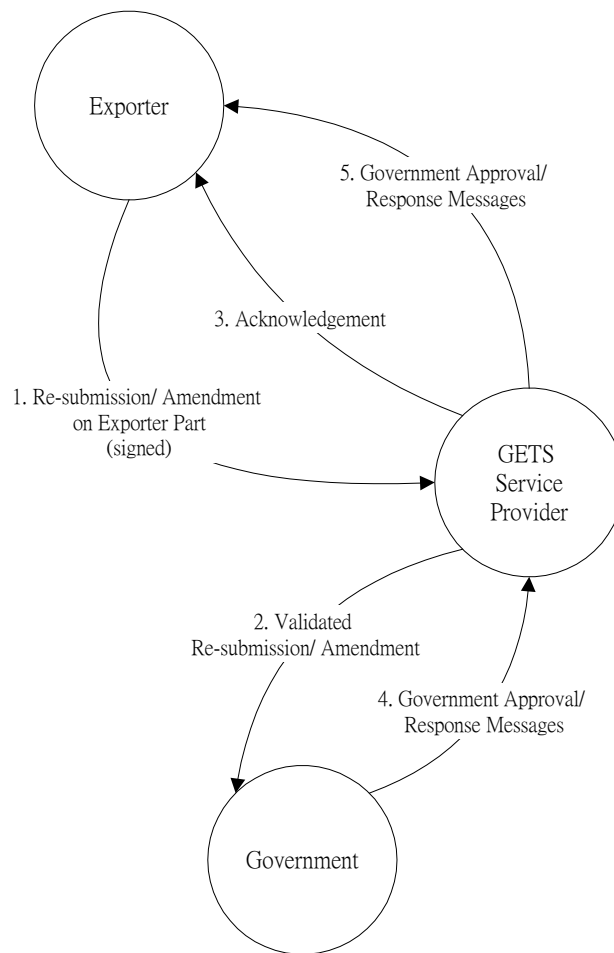 Exporter
5. Government Approval/
Response Messages
3. Acknowledgement
1. Re-submission/ Amendment
on Exporter Part
(signed)
GETS
Service
Provider
2. Validated
Re-submission/ Amendment
4. Government Approval/
Response Messages
Government